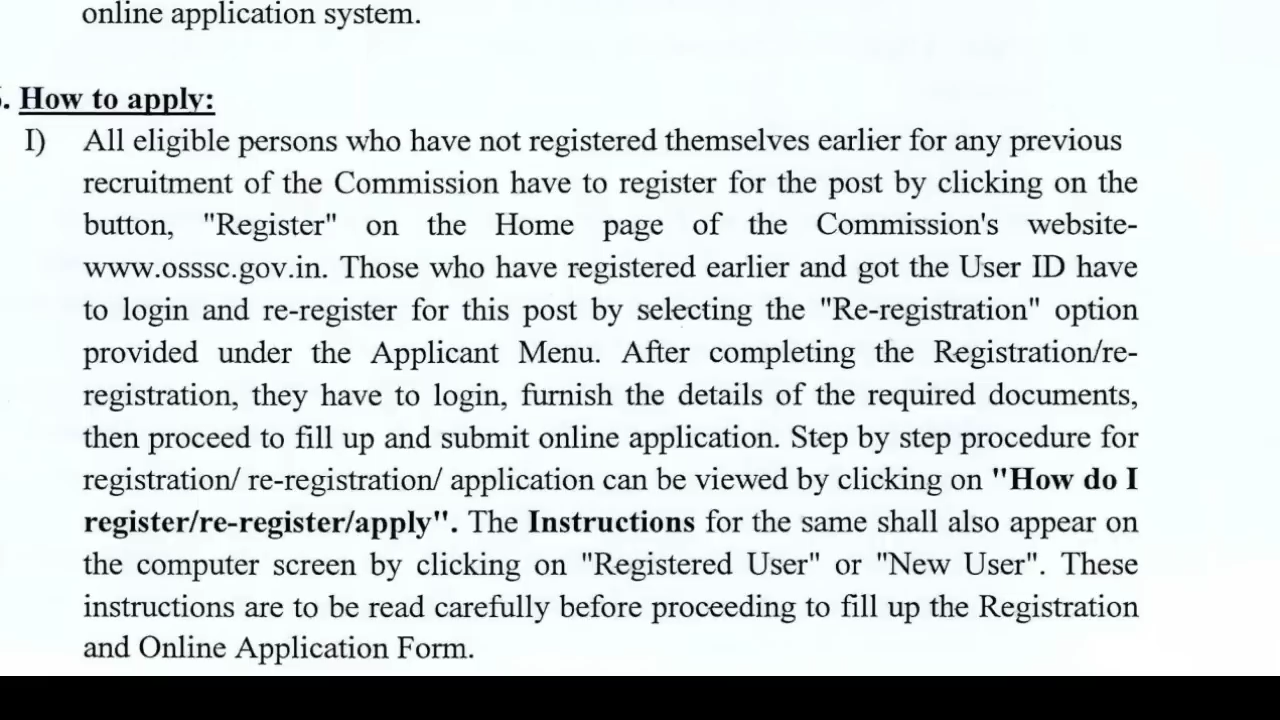 online application system.
. How to apply:
I) All eligible persons who have not registered themselves earlier for any previous
recruitment of the Commission have to register for the post by clicking on the
button, "Register" on the Home page of the Commission's website-
www.osssc.gov.in. Those who have registered earlier and got the User ID have
to login and re-register for this post by selecting the "Re-registration" option
provided under the Applicant Menu. After completing the Registration/re-
registration, they have to login, furnish the details of the required documents,
then proceed to fill up and submit online application. Step by step procedure for
registration/ re-registration/ application can be viewed by clicking on "How do I
register/re-register/apply". The Instructions for the same shall also appear on
the computer screen by clicking on "Registered User" or "New User". These
instructions are to be read carefully before proceeding to fill up the Registration
and Online Application Form.